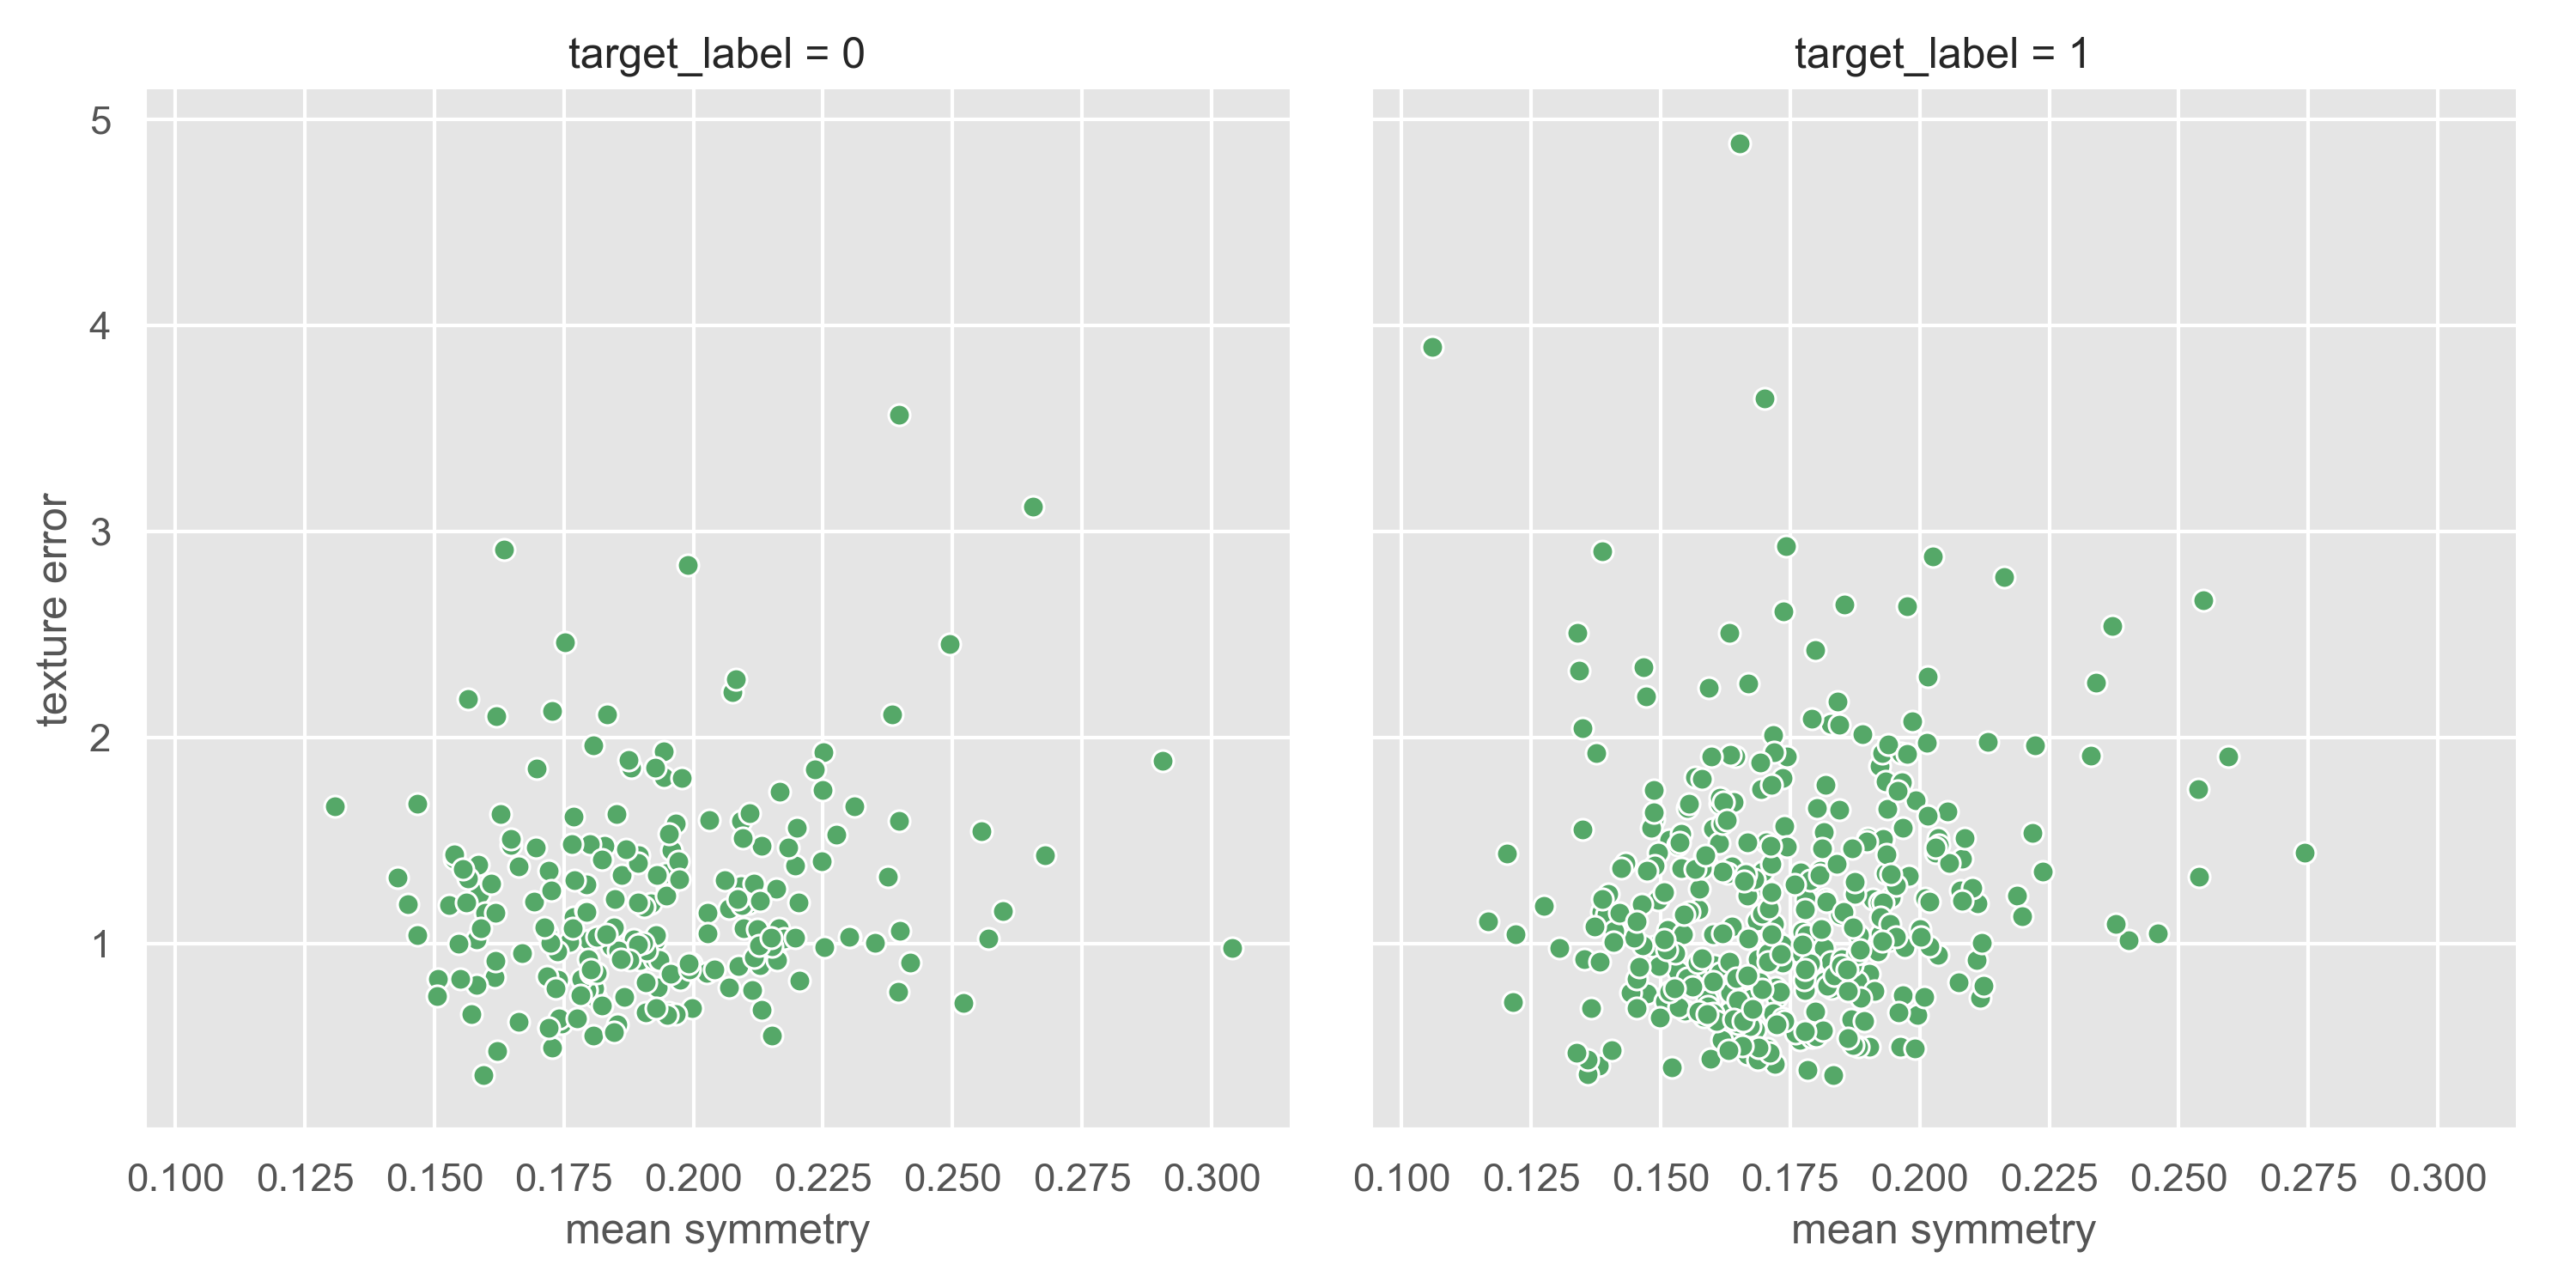 target_label = 0
target_label = 1
5
4
3
2
1
texture error
0.100 0.125 0.150 0.175 0.200 0.225 0.250 0.275 0.300
0.100 0.125 0.150 0.175 0.200 0.225 0.250 0.275 0.300
mean symmetry
mean symmetry